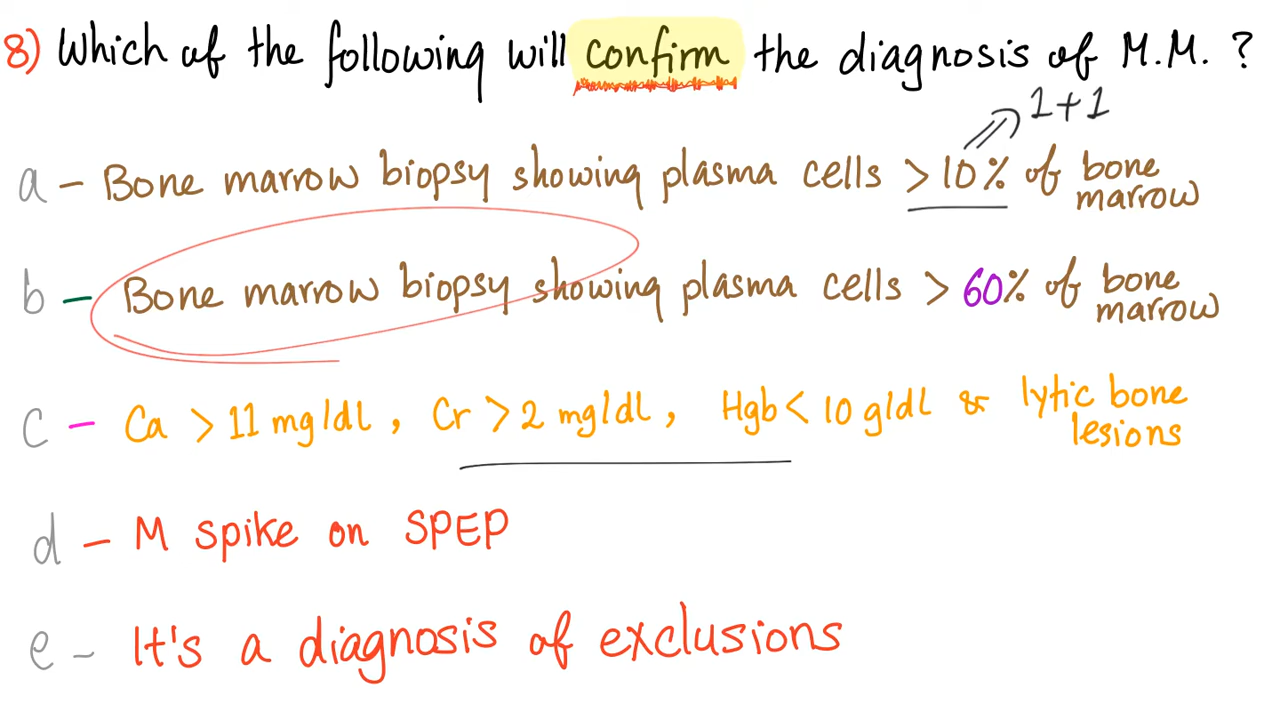 8) Which of the following will confirm the diagnosis of M.M. ?
1+1
a - Bone marrow biopsy showing plasma cells > 10% of bone
marrow
b - Bone marrow biopsy showing plasma cells > 60% of bone
marrow
c - Ca > 11 mg/dl, Cr > 2 mg/dl, Hgb < 10 g/dl & lytic bone
lesions
d - M spike on SPEP
e - It's a diagnosis of exclusions